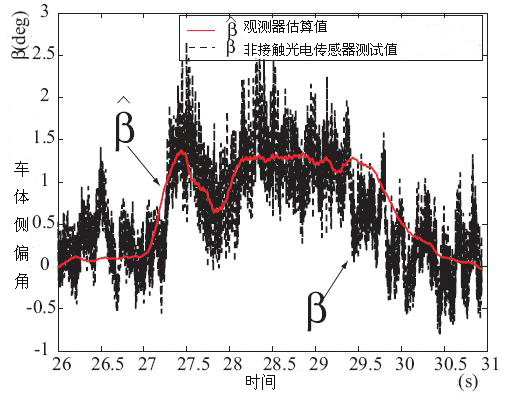 β(deg)
3
2.5
2
1.5
1
0.5
0
-0.5
-1
β̂ 观测器估算值
β 非接触光电传感器测试值
β̂
β
车体侧偏角
26 26.5 27 27.5 28 28.5 29 29.5 30 30.5 31
时间
(s)